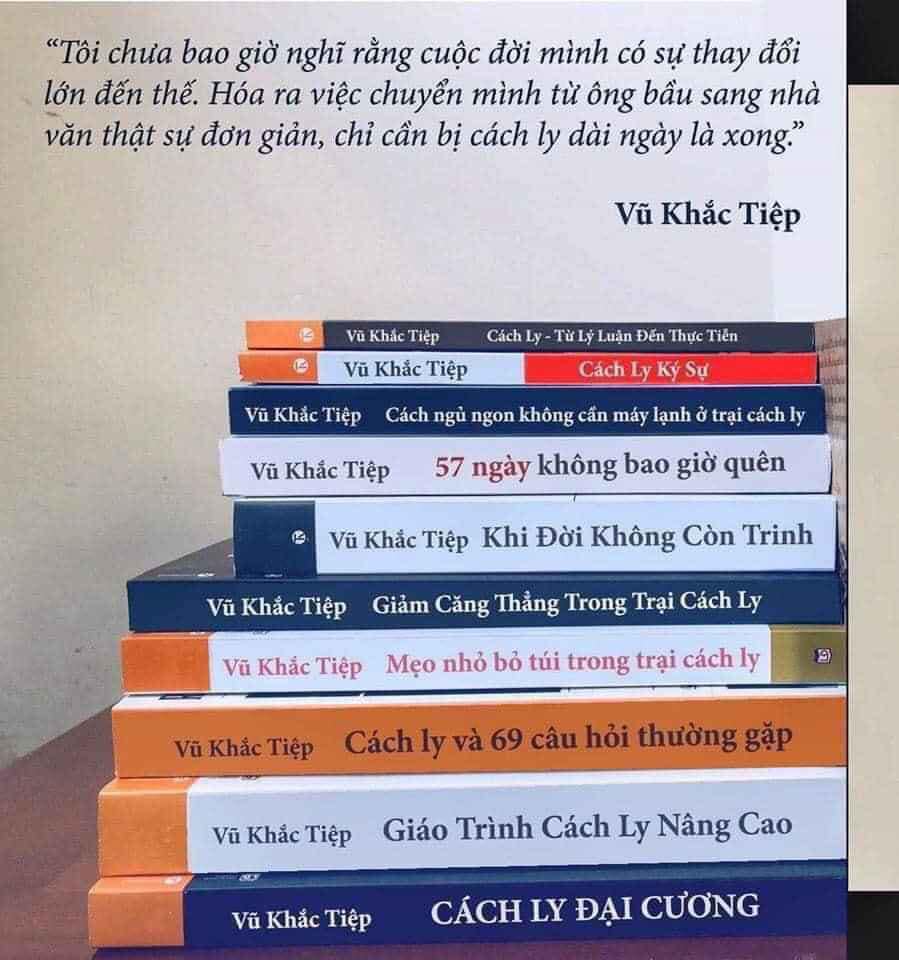 “Tôi chưa bao giờ nghĩ rằng cuộc đời mình có sự thay đổi
lớn đến thế. Hóa ra việc chuyển mình từ ông bầu sang nhà
văn thật sự đơn giản, chỉ cần bị cách ly dài ngày là xong.”
Vũ Khắc Tiệp
Vũ Khắc Tiệp Cách Ly - Từ Lý Luận Đến Thực Tiễn
Vũ Khắc Tiệp Cách Ly Ký Sự
Vũ Khắc Tiệp Cách ngủ ngon không cần máy lạnh ở trại cách ly
Vũ Khắc Tiệp 57 ngày không bao giờ quên
Vũ Khắc Tiệp Khi Đời Không Còn Trinh
Vũ Khắc Tiệp Giảm Căng Thẳng Trong Trại Cách Ly
Vũ Khắc Tiệp Mẹo nhỏ bỏ túi trong trại cách ly
Vũ Khắc Tiệp Cách ly và 69 câu hỏi thường gặp
Vũ Khắc Tiệp Giáo Trình Cách Ly Nâng Cao
Vũ Khắc Tiệp CÁCH LY ĐẠI CƯƠNG